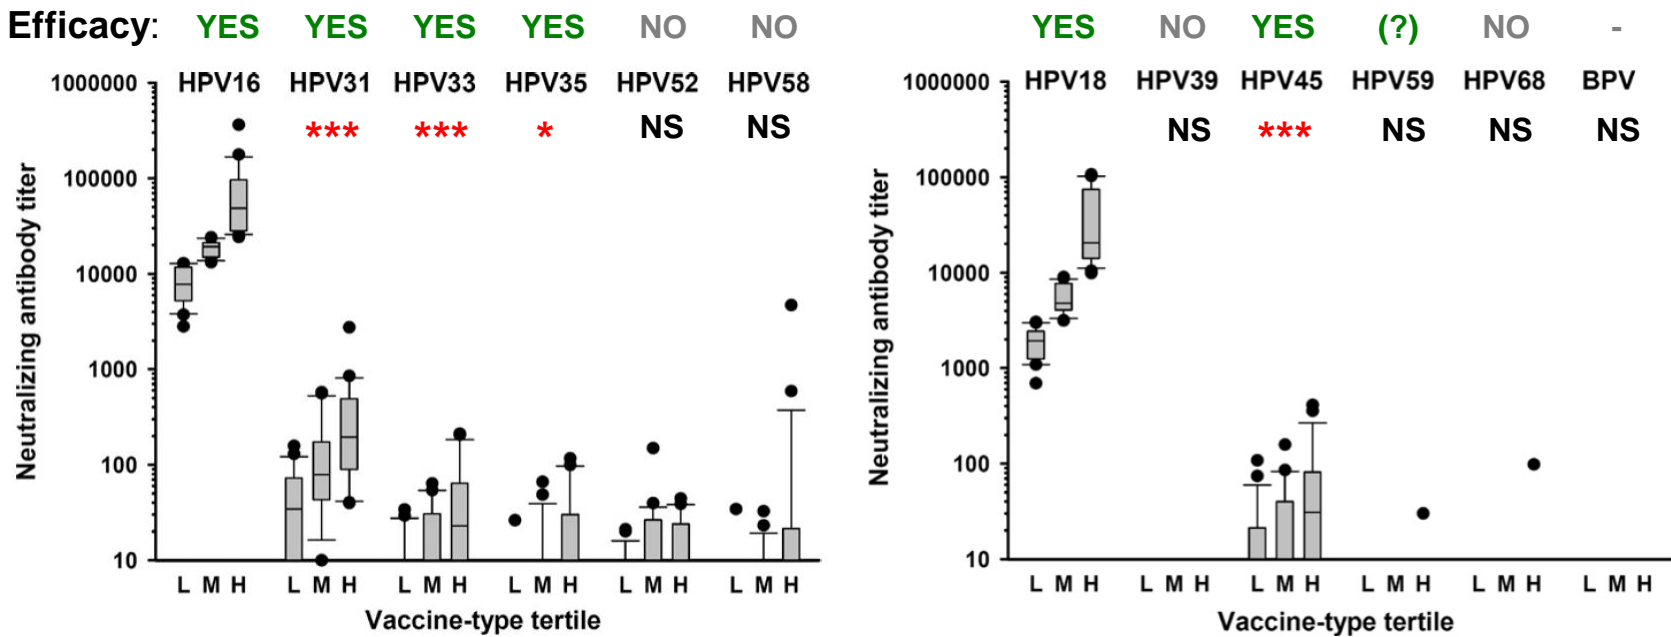 Efficacy: YES YES YES YES NO NO YES NO YES (?) NO -
HPV16 HPV31 HPV33 HPV35 HPV52 HPV58
*** *** * NS NS
1000000
100000
10000
1000
100
10
Neutralizing antibody titer
L M H L M H L M H L M H L M H L M H
Vaccine-type tertile
HPV18 HPV39 HPV45 HPV59 HPV68 BPV
NS *** NS NS NS
1000000
100000
10000
1000
100
10
Neutralizing antibody titer
L M H L M H L M H L M H L M H L M H
Vaccine-type tertile